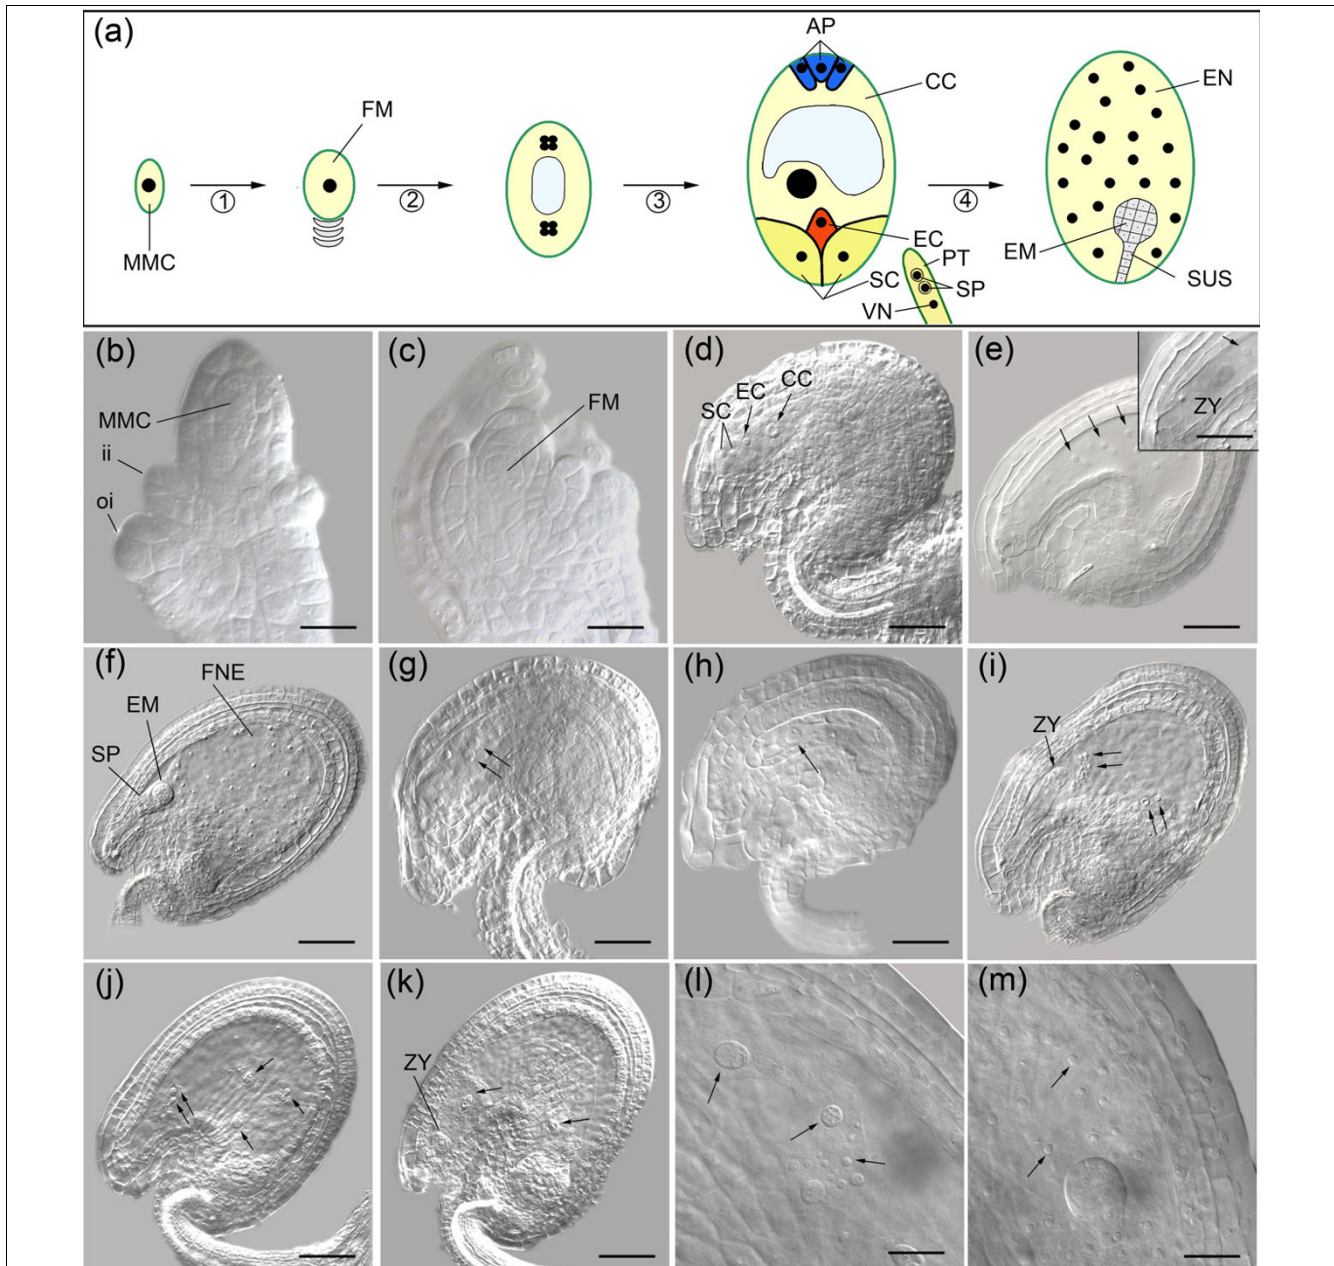 (a)
AP
CC
EN
FM
MMC
① ② ③ ④
EC
PT
SC
SP
VN
EM
SUS
(b)
MMC
ii
oi
(c)
FM
(d)
CC
EC
SC
(e)
ZY
(f)
FNE
EM
SP
(g)
(h)
(i)
ZY
(j)
(k)
ZY
(l)
(m)